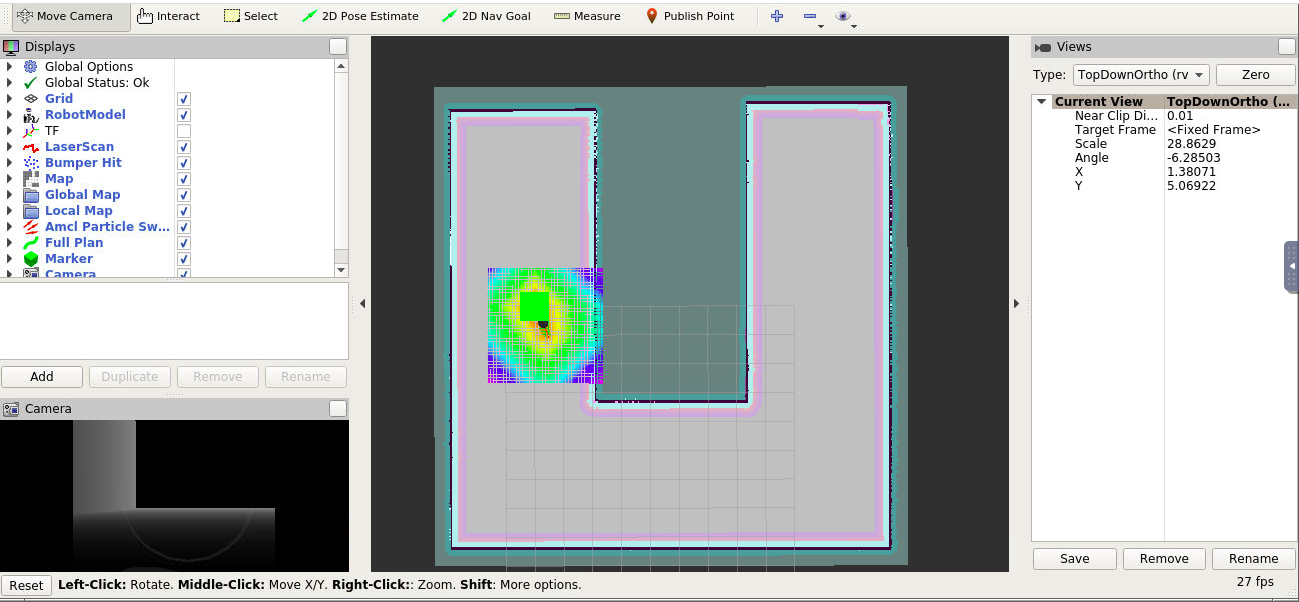 Move Camera Interact Select 2D Pose Estimate 2D Nav Goal Measure Publish Point
Displays
Global Options
Global Status: Ok
Grid
RobotModel
TF
LaserScan
Bumper Hit
Map
Global Map
Local Map
Amcl Particle Sw...
Full Plan
Marker
Camera
Add Duplicate Remove Rename
Camera
Views
Type: TopDownOrtho (rv Zero
Current View TopDownOrtho (...
Near Clip Di... 0.01
Target Frame <Fixed Frame>
Scale 28.8629
Angle -6.28503
X 1.38071
Y 5.06922
Save Remove Rename
Reset Left-Click: Rotate. Middle-Click: Move X/Y. Right-Click:: Zoom. Shift: More options. 27 fps